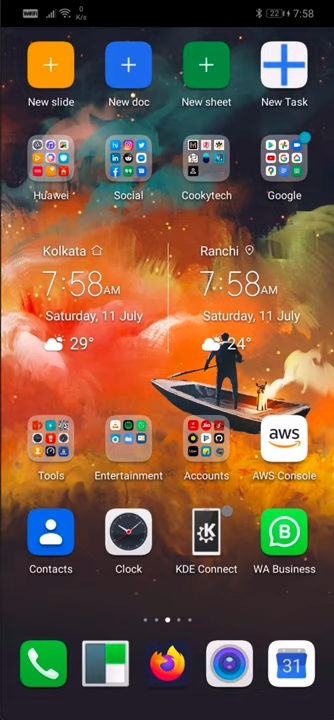 0
K/s
22
7:58
New slide
New doc
New sheet
New Task
Huawei
Social
Cookytech
Google
Kolkata
Ranchi
7:58AM
7:58AM
Saturday, 11 July
Saturday, 11 July
29°
24°
aws
Tools
Entertainment
Accounts
AWS Console
Contacts
Clock
KDE Connect
WA Business
31